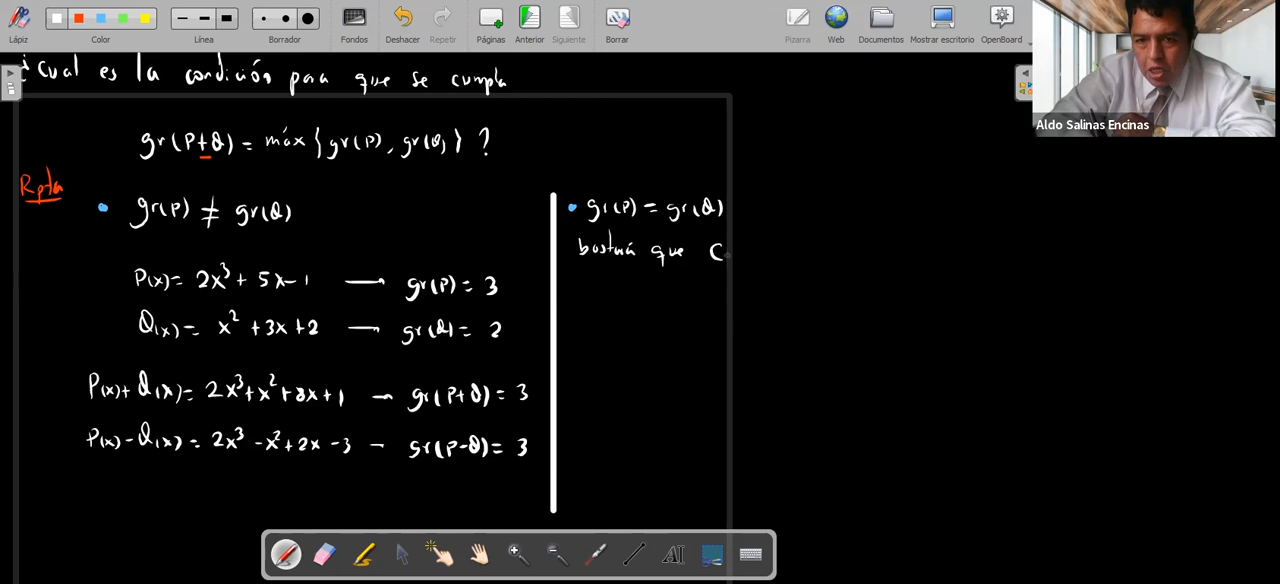 Lápiz Color Línea Borrador Fondos Deshacer Repetir Páginas Anterior Siguiente Borrar Pizarra Web Documentos Mostrar escritorio OpenBoard
Aldo Salinas Encinas
¿ Cual es la condición para que se cumpla
gr(P+Q) = máx {gr(P), gr(Q)} ?
Rpta
• gr(P) ≠ gr(Q)
P(x) = 2x³ + 5x - 1 — gr(P) = 3
Q(x) = x² + 3x + 2 — gr(Q) = 2
P(x) + Q(x) = 2x³ + x² + 8x + 1 — gr(P+Q) = 3
P(x) - Q(x) = 2x³ - x² + 2x - 3 — gr(P-Q) = 3
• gr(P) = gr(Q)
bastará que C
AI